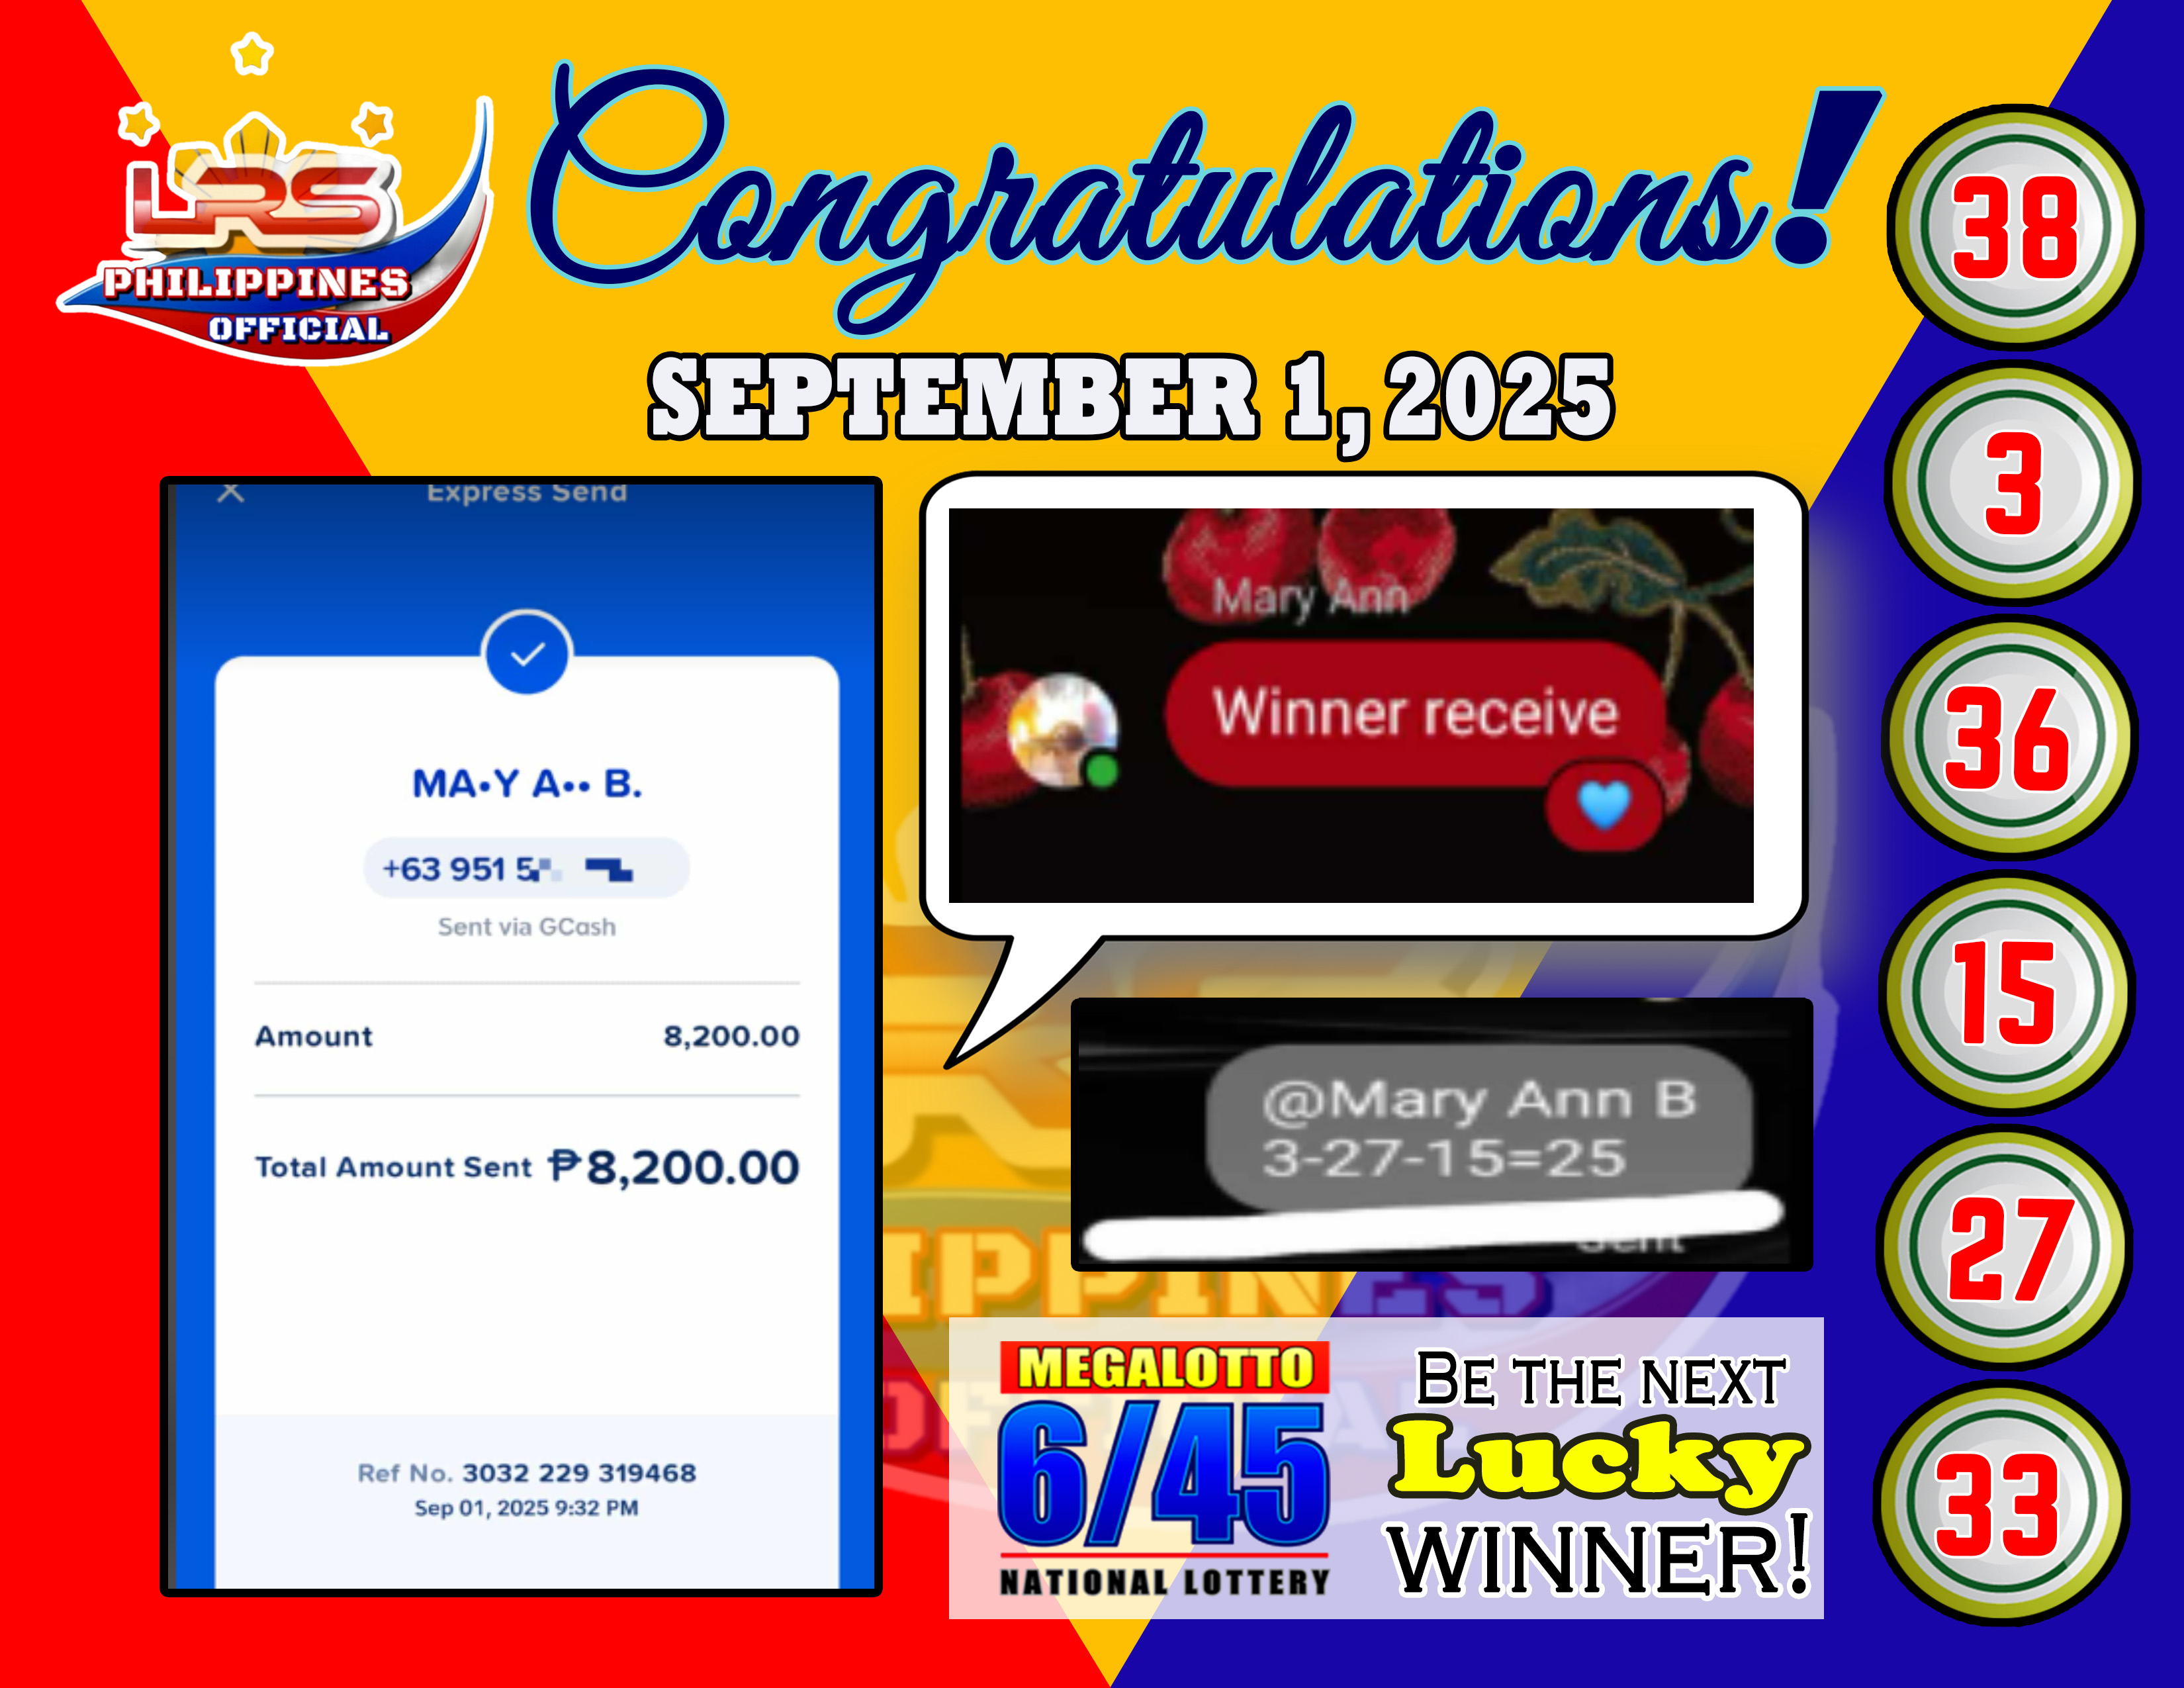 LRS
PHILIPPINES
OFFICIAL
Congratulations!
SEPTEMBER 1, 2025
Express Send
MA•Y A•• B.
+63 951 5
Sent via GCash
Amount 8,200.00
Total Amount Sent ₱8,200.00
Ref No. 3032 229 319468
Sep 01, 2025 9:32 PM
Mary Ann
Winner receive
@Mary Ann B
3-27-15=25
Sent
MEGALOTTO
6/45
NATIONAL LOTTERY
BE THE NEXT
Lucky
WINNER!
38
3
36
15
27
33